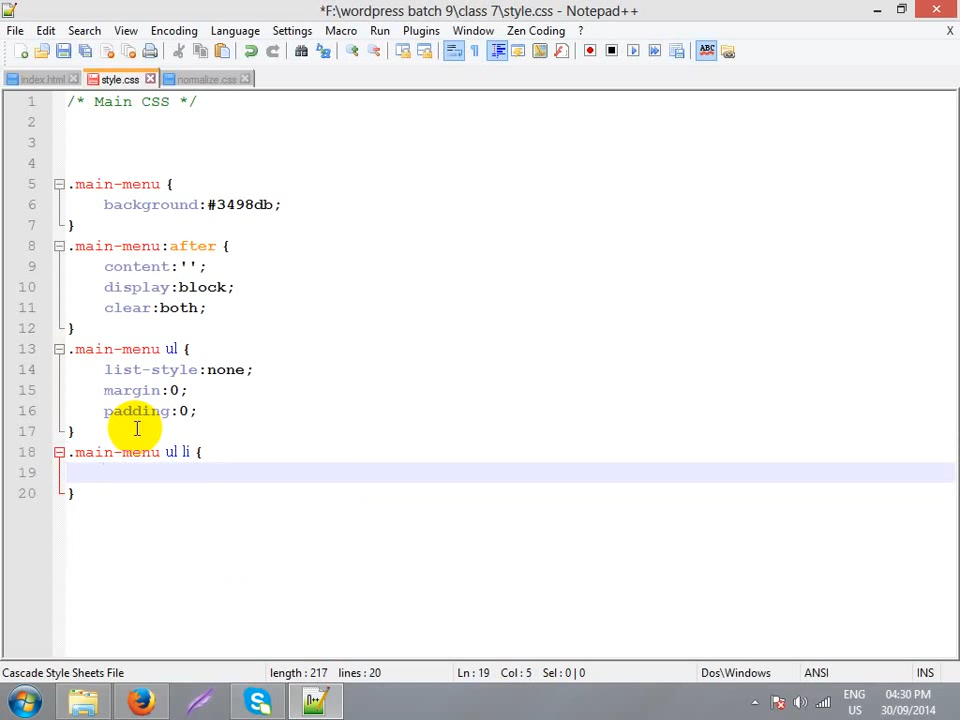 *F:\wordpress batch 9\class 7\style.css - Notepad++
File Edit Search View Encoding Language Settings Macro Run Plugins Window Zen Coding ? X
index.html style.css normalize.css
1 /* Main CSS */
2
3
4
5 .main-menu {
6 background:#3498db;
7 }
8 .main-menu:after {
9 content:'';
10 display:block;
11 clear:both;
12 }
13 .main-menu ul {
14 list-style:none;
15 margin:0;
16 padding:0;
17 }
18 .main-menu ul li {
19
20 }
Cascade Style Sheets File length : 217 lines : 20 Ln : 19 Col : 5 Sel : 0 | 0 Dos\Windows ANSI INS
ENG 04:30 PM
US 30/09/2014